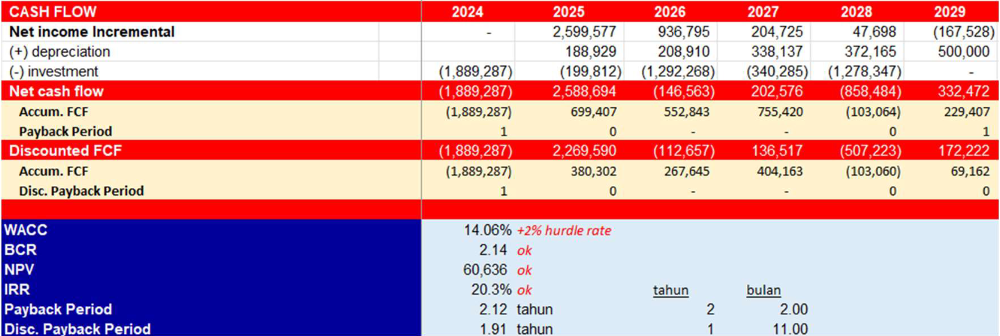 CASH FLOW 2024 2025 2026 2027 2028 2029
Net income Incremental - 2,599,577 936,795 204,725 47,698 (167,528)
(+) depreciation 188,929 208,910 338,137 372,165 500,000
(-) investment (1,889,287) (199,812) (1,292,268) (340,285) (1,278,347) -
Net cash flow (1,889,287) 2,588,694 (146,563) 202,576 (858,484) 332,472
Accum. FCF (1,889,287) 699,407 552,843 755,420 (103,064) 229,407
Payback Period 1 0 - - 0 1
Discounted FCF (1,889,287) 2,269,590 (112,657) 136,517 (507,223) 172,222
Accum. FCF (1,889,287) 380,302 267,645 404,163 (103,060) 69,162
Disc. Payback Period 1 0 - - 0 0
WACC 14.06% +2% hurdle rate
BCR 2.14 ok
NPV 60,636 ok
IRR 20.3% ok tahun bulan
Payback Period 2.12 tahun 2 2.00
Disc. Payback Period 1.91 tahun 1 11.00